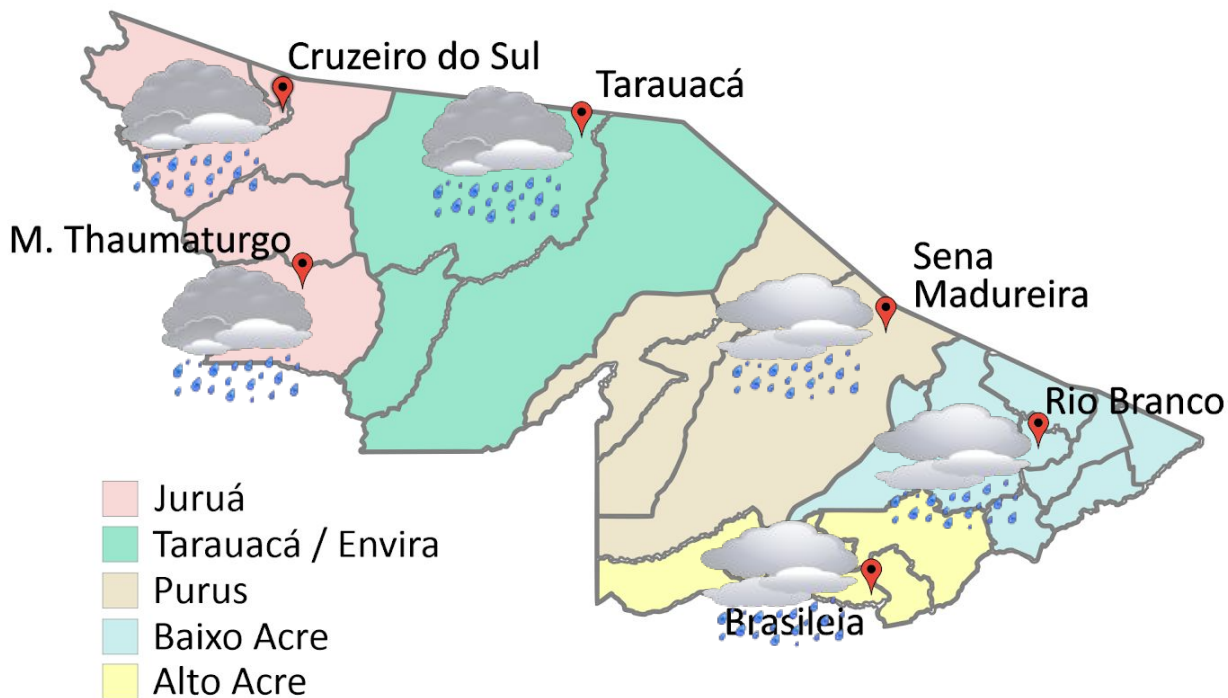 Cruzeiro do Sul
Tarauacá
M. Thaumaturgo
Sena
Madureira
Rio Branco
Brasileia
Juruá
Tarauacá / Envira
Purus
Baixo Acre
Alto Acre